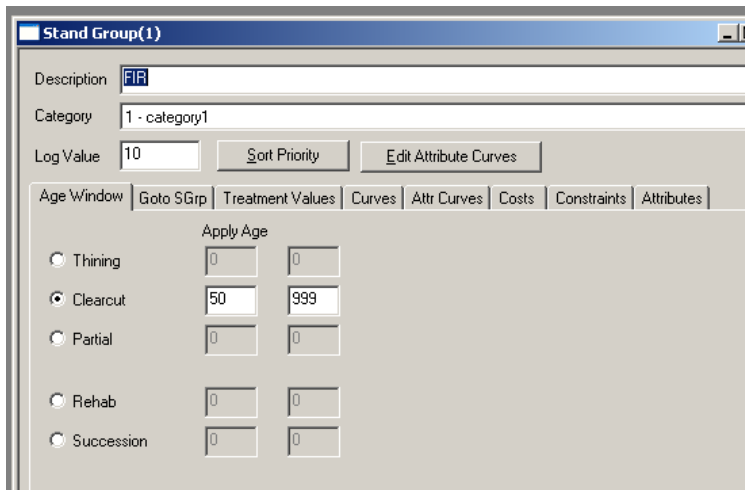 Stand Group(1)
Description FIR
Category 1 - category1
Log Value 10 Sort Priority Edit Attribute Curves
Age Window Goto SGrp Treatment Values Curves Attr Curves Costs Constraints Attributes
Apply Age
Thining 0 0
Clearcut 50 999
Partial 0 0
Rehab 0 0
Succession 0 0